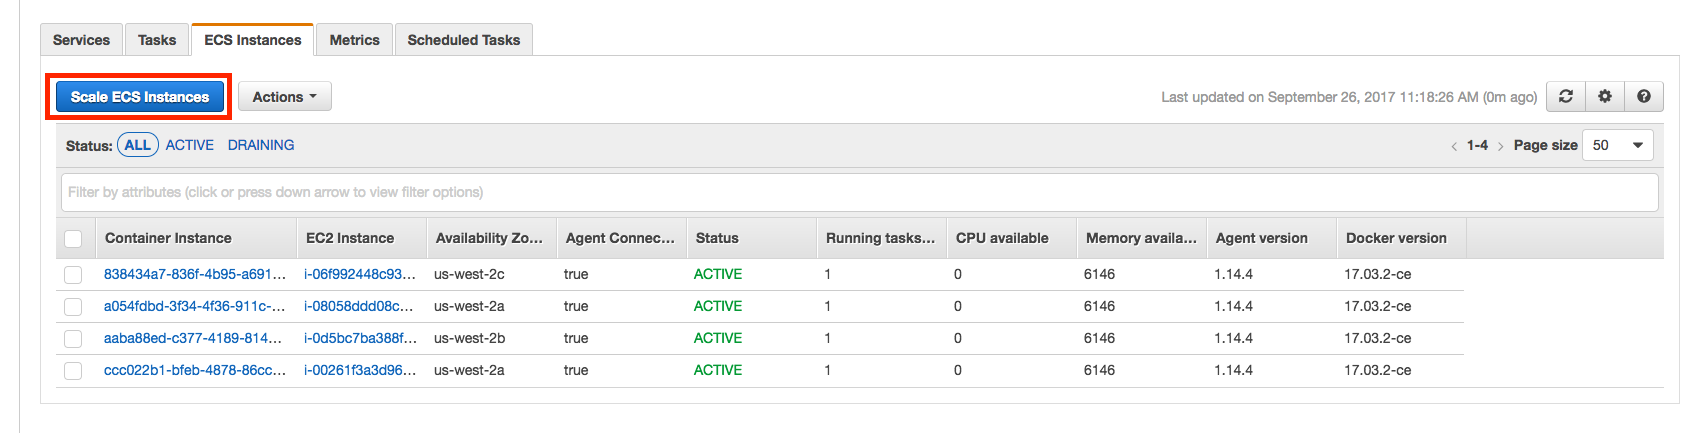 Services Tasks ECS Instances Metrics Scheduled Tasks
Scale ECS Instances Actions Last updated on September 26, 2017 11:18:26 AM (0m ago)
Status: ALL ACTIVE DRAINING 1-4 Page size 50
Filter by attributes (click or press down arrow to view filter options)
Container Instance EC2 Instance Availability Zo... Agent Connec... Status Running tasks... CPU available Memory availa... Agent version Docker version
838434a7-836f-4b95-a691... i-06f992448c93... us-west-2c true ACTIVE 1 0 6146 1.14.4 17.03.2-ce
a054fdbd-3f34-4f36-911c-... i-08058ddd08c... us-west-2a true ACTIVE 1 0 6146 1.14.4 17.03.2-ce
aaba88ed-c377-4189-814... i-0d5bc7ba388f... us-west-2b true ACTIVE 1 0 6146 1.14.4 17.03.2-ce
ccc022b1-bfeb-4878-86cc... i-00261f3a3d96... us-west-2a true ACTIVE 1 0 6146 1.14.4 17.03.2-ce